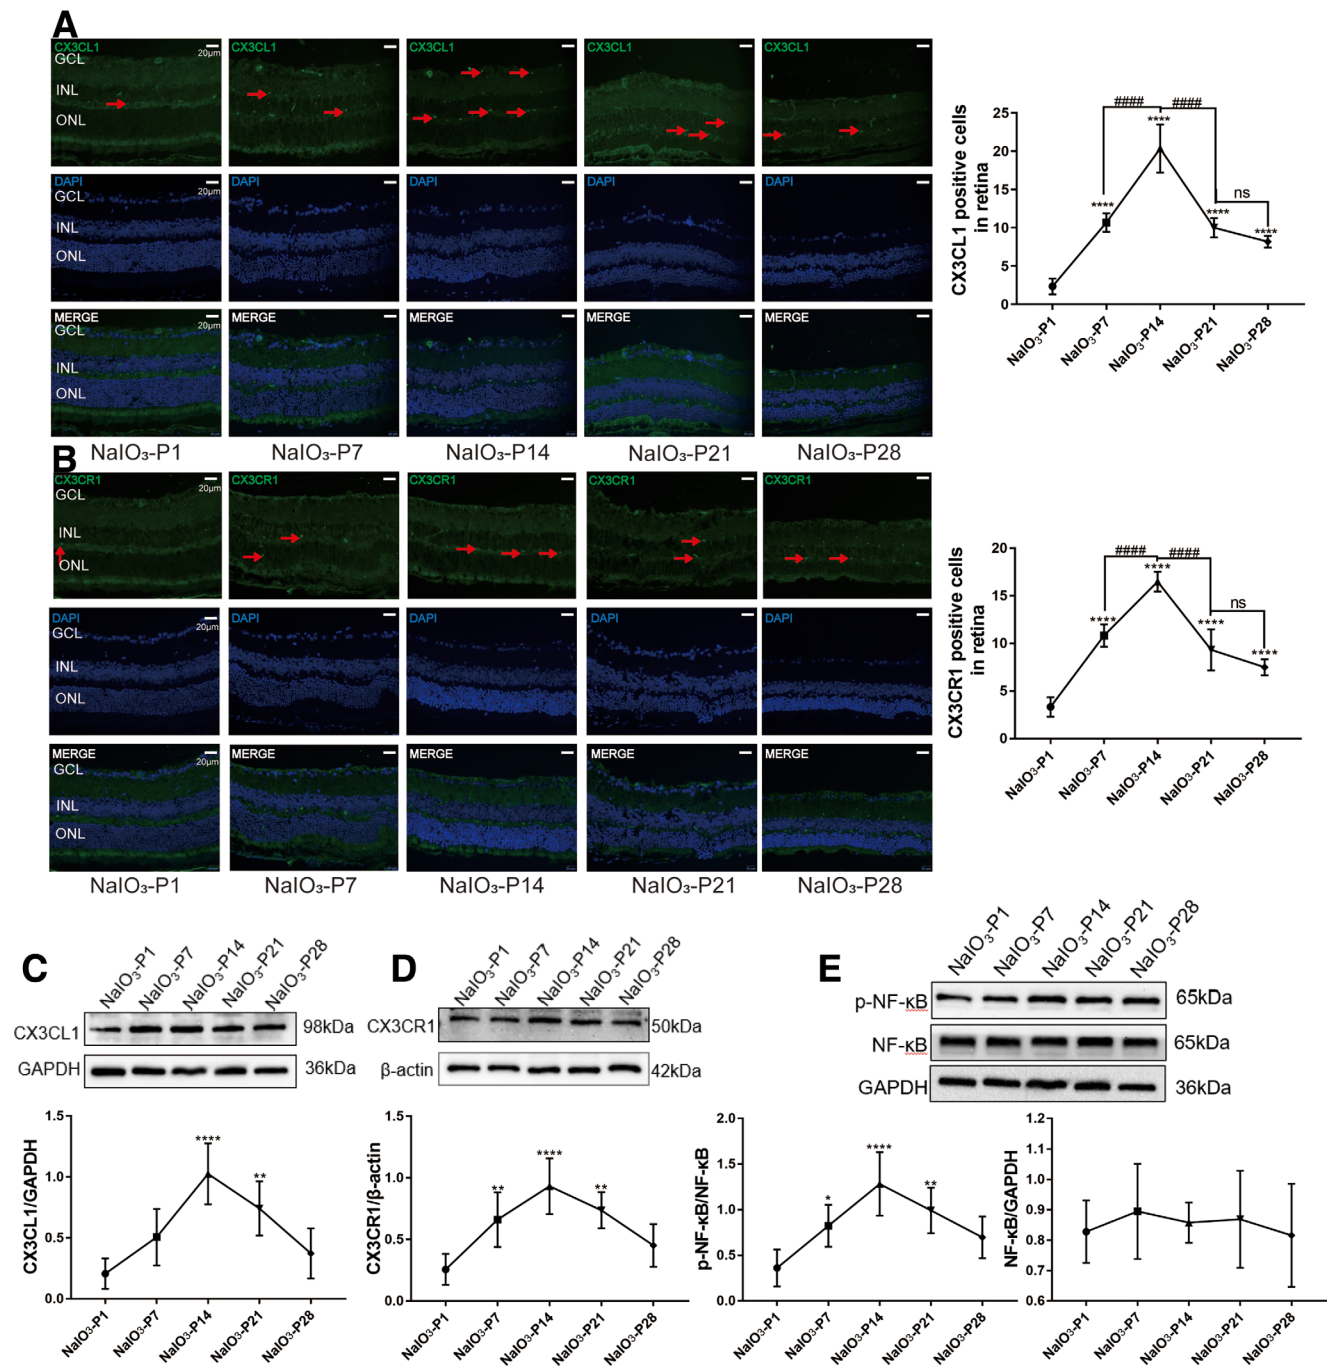 A
CX3CL1
20μm
GCL
INL
ONL
CX3CL1
CX3CL1
CX3CL1
CX3CL1
DAPI
20μm
GCL
INL
ONL
DAPI
DAPI
DAPI
DAPI
MERGE
20μm
GCL
INL
ONL
MERGE
MERGE
MERGE
MERGE
NaIO₃-P1
NaIO₃-P7
NaIO₃-P14
NaIO₃-P21
NaIO₃-P28
CX3CL1 positive cells
in retina
25
20
15
10
5
0
####
####
ns
****
****
****
****
NaIO₃-P1
NaIO₃-P7
NaIO₃-P14
NaIO₃-P21
NaIO₃-P28
B
CX3CR1
20μm
GCL
INL
ONL
CX3CR1
CX3CR1
CX3CR1
CX3CR1
DAPI
20μm
GCL
INL
ONL
DAPI
DAPI
DAPI
DAPI
MERGE
20μm
GCL
INL
ONL
MERGE
MERGE
MERGE
MERGE
NaIO₃-P1
NaIO₃-P7
NaIO₃-P14
NaIO₃-P21
NaIO₃-P28
CX3CR1 positive cells
in retina
20
15
10
5
0
####
####
ns
****
****
****
****
NaIO₃-P1
NaIO₃-P7
NaIO₃-P14
NaIO₃-P21
NaIO₃-P28
C
NaIO₃-P1
NaIO₃-P7
NaIO₃-P14
NaIO₃-P21
NaIO₃-P28
CX3CL1
98kDa
GAPDH
36kDa
CX3CL1/GAPDH
1.5
1.0
0.5
0.0
****
**
NaIO₃-P1
NaIO₃-P7
NaIO₃-P14
NaIO₃-P21
NaIO₃-P28
D
NaIO₃-P1
NaIO₃-P7
NaIO₃-P14
NaIO₃-P21
NaIO₃-P28
CX3CR1
50kDa
β-actin
42kDa
CX3CR1/β-actin
1.5
1.0
0.5
0.0
**
****
**
NaIO₃-P1
NaIO₃-P7
NaIO₃-P14
NaIO₃-P21
NaIO₃-P28
E
NaIO₃-P1
NaIO₃-P7
NaIO₃-P14
NaIO₃-P21
NaIO₃-P28
p-NF-κB
65kDa
NF-κB
65kDa
GAPDH
36kDa
p-NF-κB/NF-κB
2.0
1.5
1.0
0.5
0.0
*
****
**
NaIO₃-P1
NaIO₃-P7
NaIO₃-P14
NaIO₃-P21
NaIO₃-P28
NF-κB/GAPDH
1.2
1.1
1.0
0.9
0.8
0.7
0.6
NaIO₃-P1
NaIO₃-P7
NaIO₃-P14
NaIO₃-P21
NaIO₃-P28